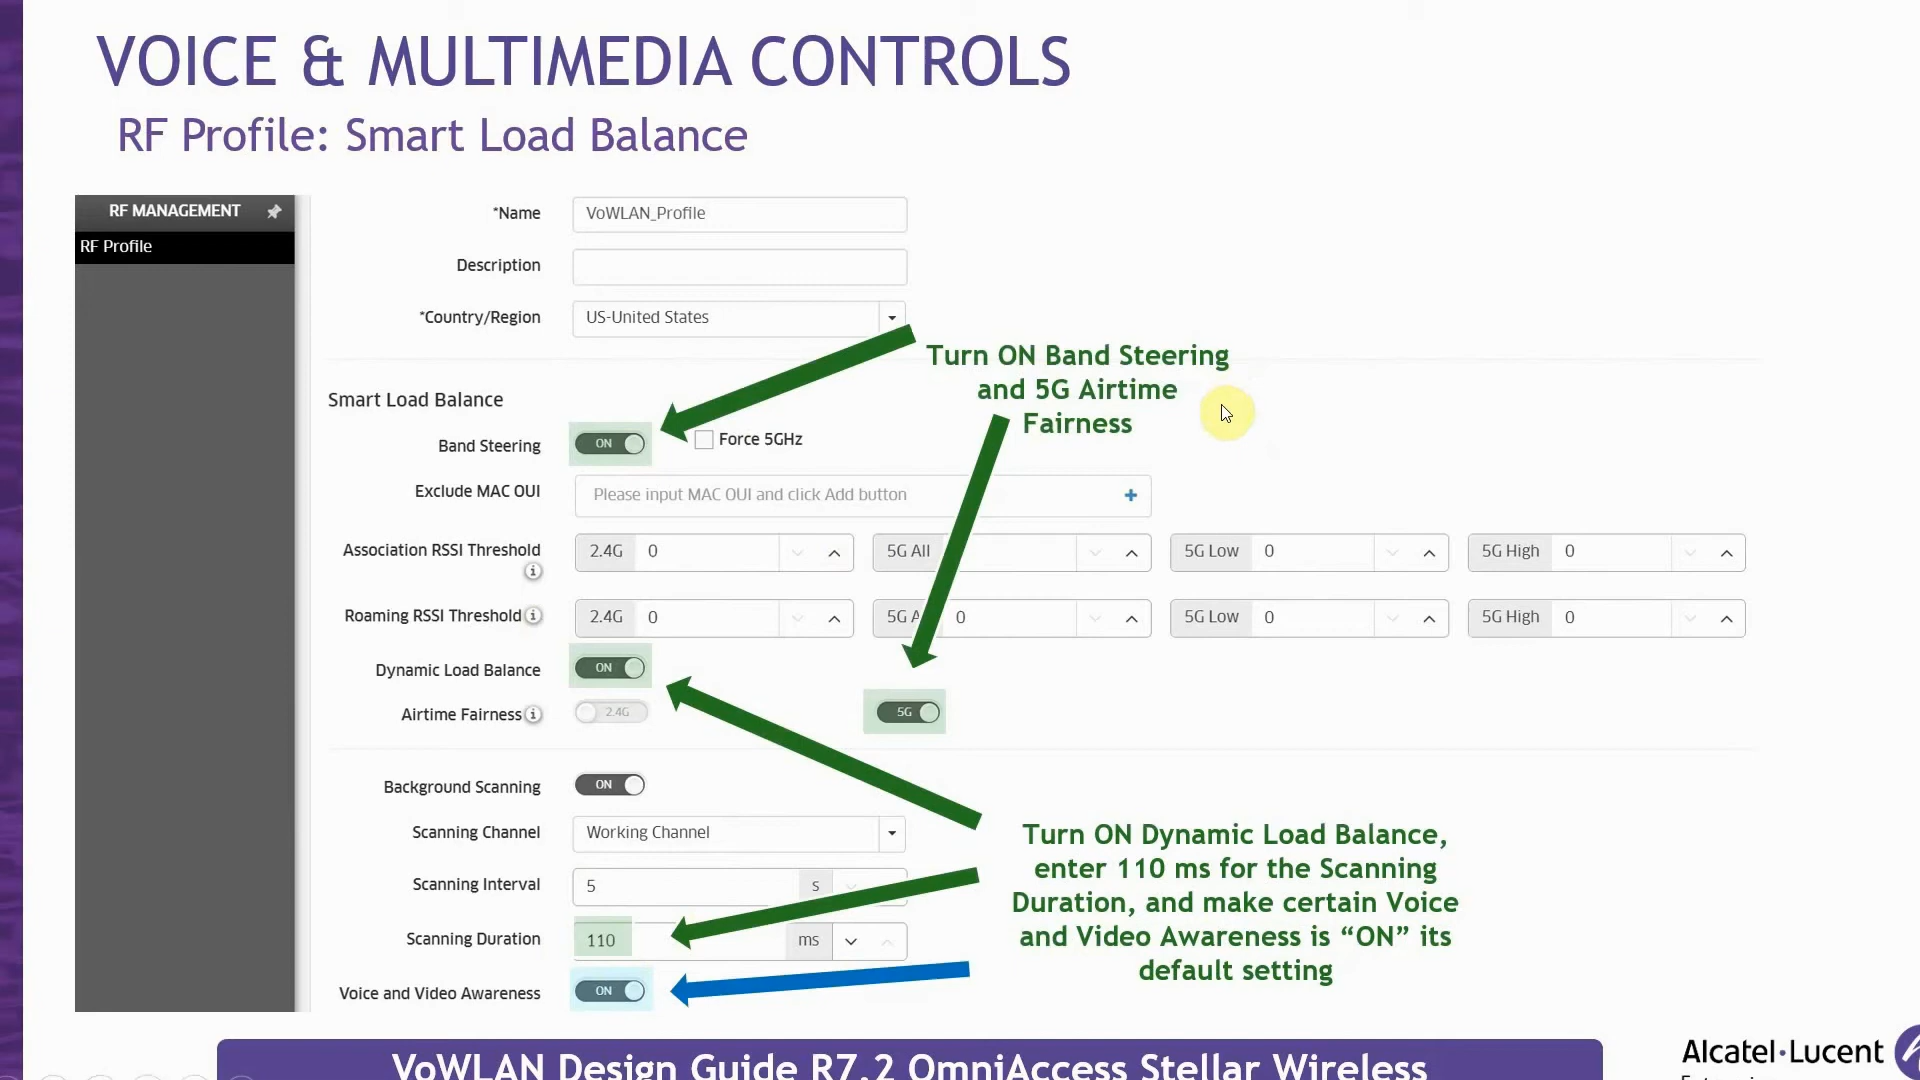 VOICE & MULTIMEDIA CONTROLS
RF Profile: Smart Load Balance
RF MANAGEMENT
RF Profile
*Name
VoWLAN_Profile
Description
*Country/Region
US-United States
Turn ON Band Steering
and 5G Airtime
Fairness
Smart Load Balance
Band Steering
ON
Force 5GHz
Exclude MAC OUI
Please input MAC OUI and click Add button
Association RSSI Threshold
2.4G 0
5G All
5G Low 0
5G High 0
Roaming RSSI Threshold
2.4G 0
5G A 0
5G Low 0
5G High 0
Dynamic Load Balance
ON
Airtime Fairness
2.4G
5G
Background Scanning
ON
Scanning Channel
Working Channel
Scanning Interval
5 s
Scanning Duration
110 ms
Voice and Video Awareness
ON
Turn ON Dynamic Load Balance,
enter 110 ms for the Scanning
Duration, and make certain Voice
and Video Awareness is “ON” its
default setting
VoWLAN Design Guide R7.2 OmniAccess Stellar Wireless
Alcatel·Lucent